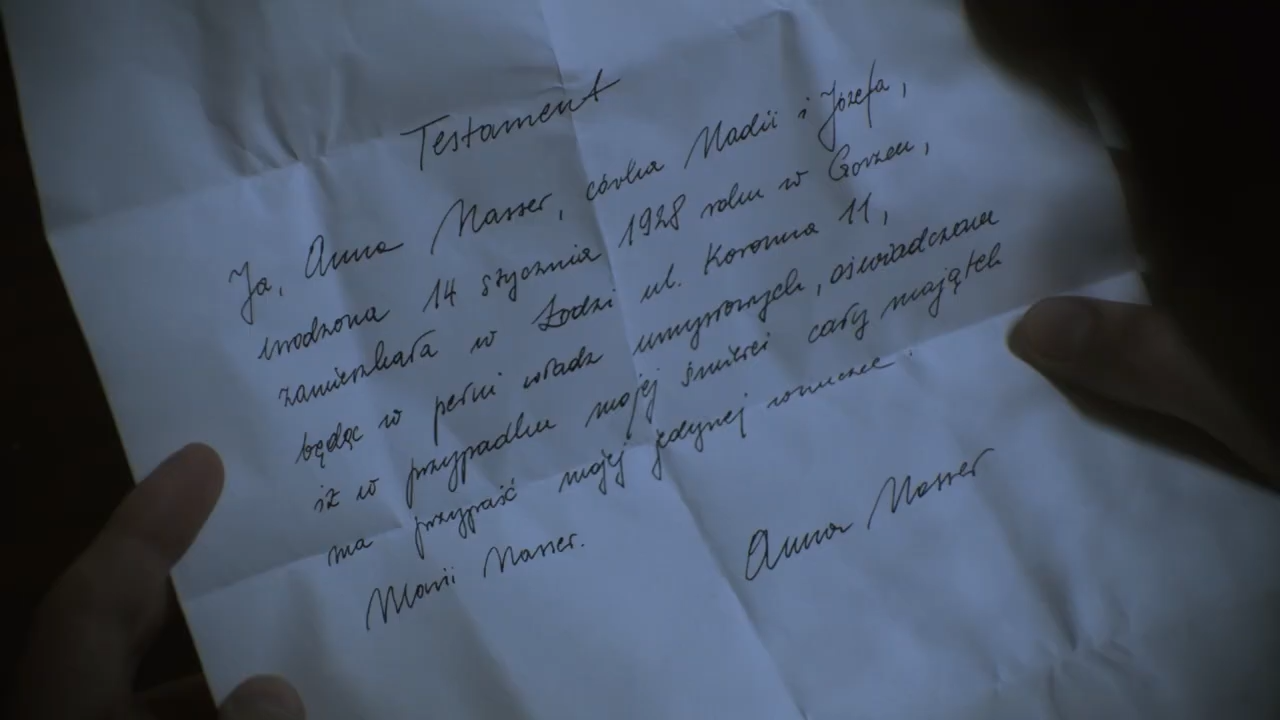 Testament
Ja, Anna Nasser, córka Nadii i Józefa,
urodzona 14 stycznia 1928 roku w Gorzeu,
zamieszkała w Łodzi ul. Koronna 11,
będąc w pełni władz umysłowych, oświadczam
iż w przypadku mojej śmierci cały majątek
ma przypaść mojej jedynej wnuczce:
Marii Nasser.
Anna Nasser